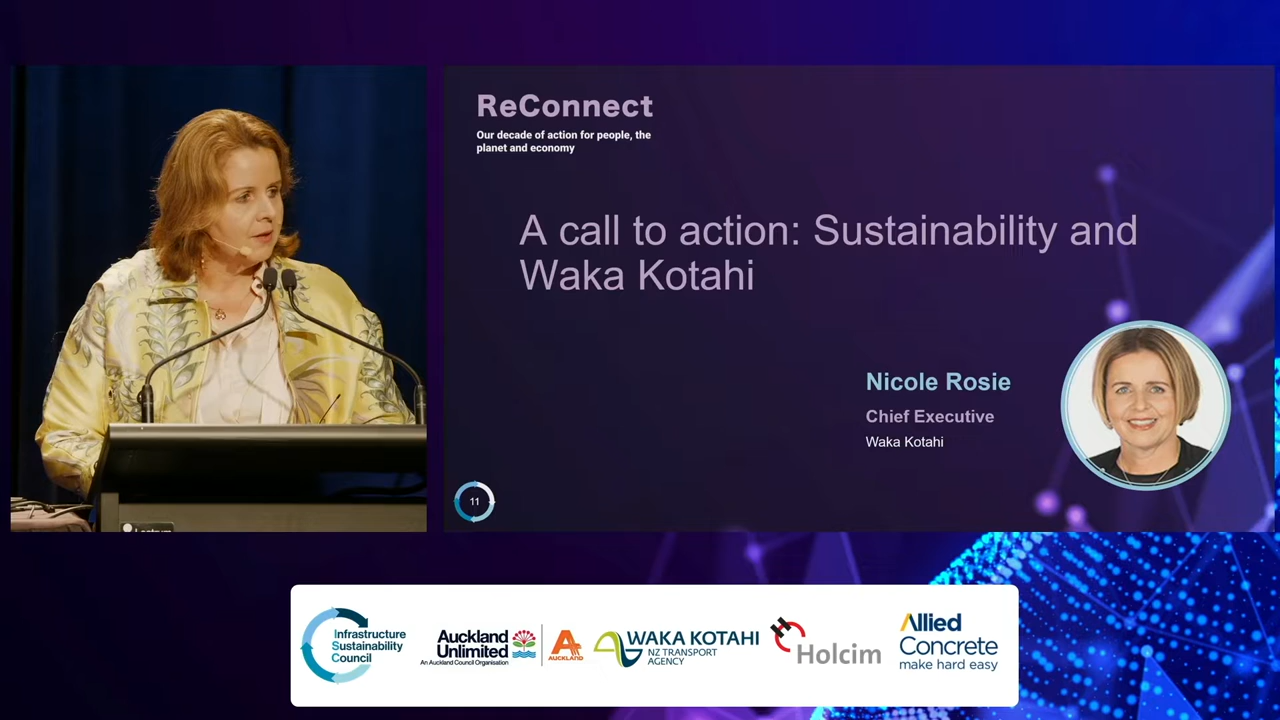 ReConnect
Our decade of action for people, the
planet and economy
A call to action: Sustainability and
Waka Kotahi
Nicole Rosie
Chief Executive
Waka Kotahi
11
Infrastructure
Sustainability
Council
Auckland
Unlimited
An Auckland Council Organisation
AUCKLAND
WAKA KOTAHI
NZ TRANSPORT
AGENCY
Holcim
Allied
Concrete
make hard easy